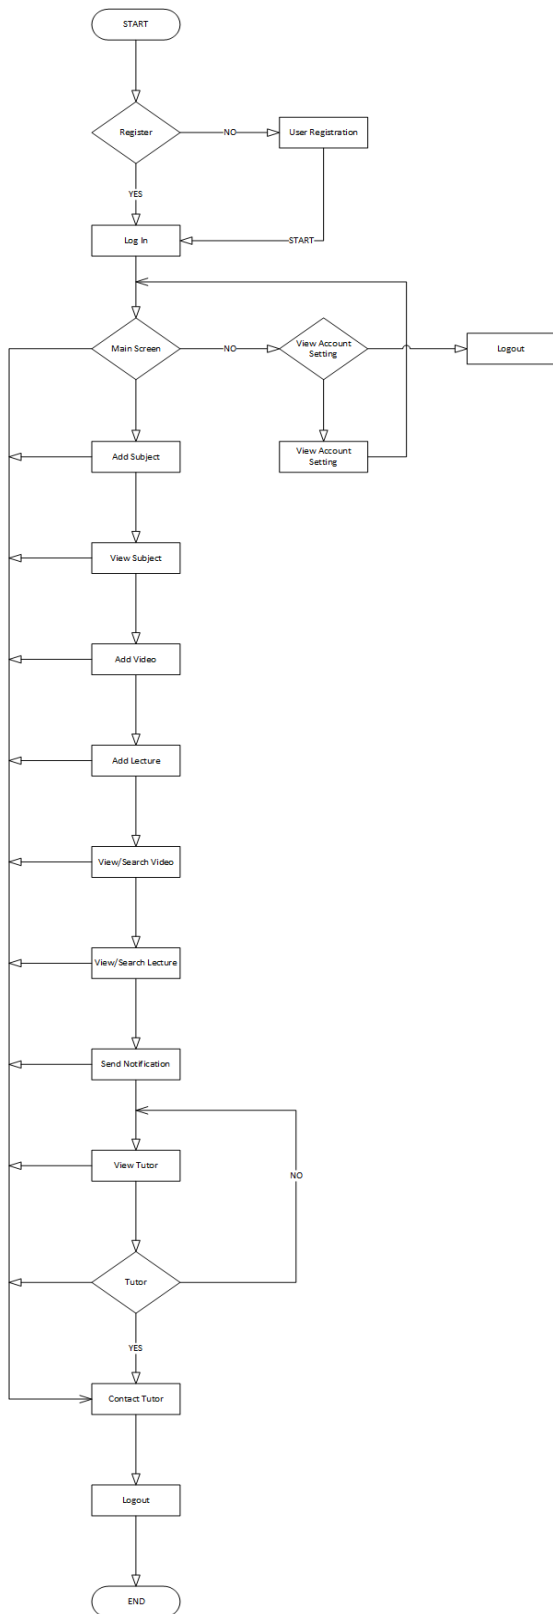 START
Register
NO
User Registration
YES
Log In
START
Main Screen
NO
View Account
Setting
Logout
Add Subject
View Account
Setting
View Subject
Add Video
Add Lecture
View/Search Video
View/Search Lecture
Send Notification
View Tutor
NO
Tutor
YES
Contact Tutor
Logout
END